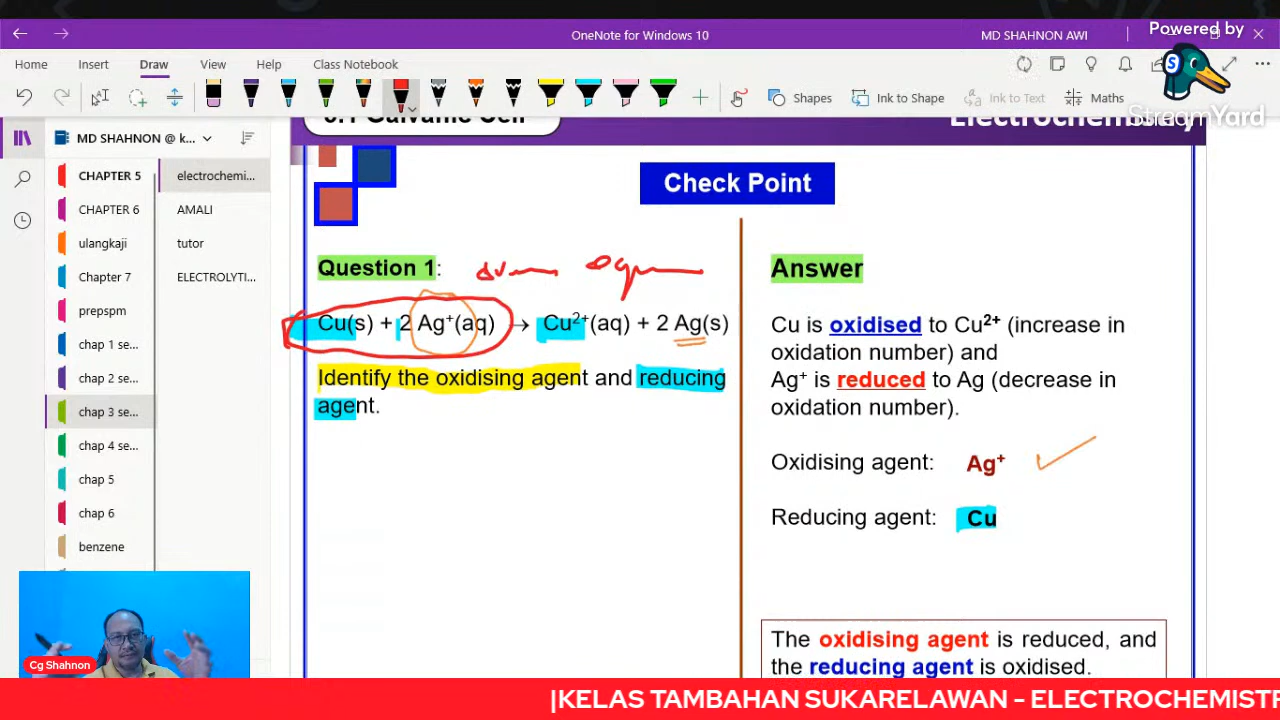 OneNote for Windows 10
MD SHAHNON AWI
Powered by
StreamYard
Home
Insert
Draw
View
Help
Class Notebook
Shapes
Ink to Shape
Ink to Text
Maths
MD SHAHNON @ k...
CHAPTER 5
CHAPTER 6
ulangkaji
Chapter 7
prepspm
chap 1 se...
chap 2 se...
chap 3 se...
chap 4 se...
chap 5
chap 6
benzene
electrochemi...
AMALI
tutor
ELECTROLYTI...
Galvanic Cell
Electrochemistry
Check Point
Question 1:
Cu(s) + 2 Ag⁺(aq) → Cu²⁺(aq) + 2 Ag(s)
Identify the oxidising agent and reducing
agent.
Answer
Cu is oxidised to Cu²⁺ (increase in
oxidation number) and
Ag⁺ is reduced to Ag (decrease in
oxidation number).
Oxidising agent: Ag⁺
Reducing agent: Cu
The oxidising agent is reduced, and
the reducing agent is oxidised.
Cg Shahnon
|KELAS TAMBAHAN SUKARELAWAN - ELECTROCHEMISTR